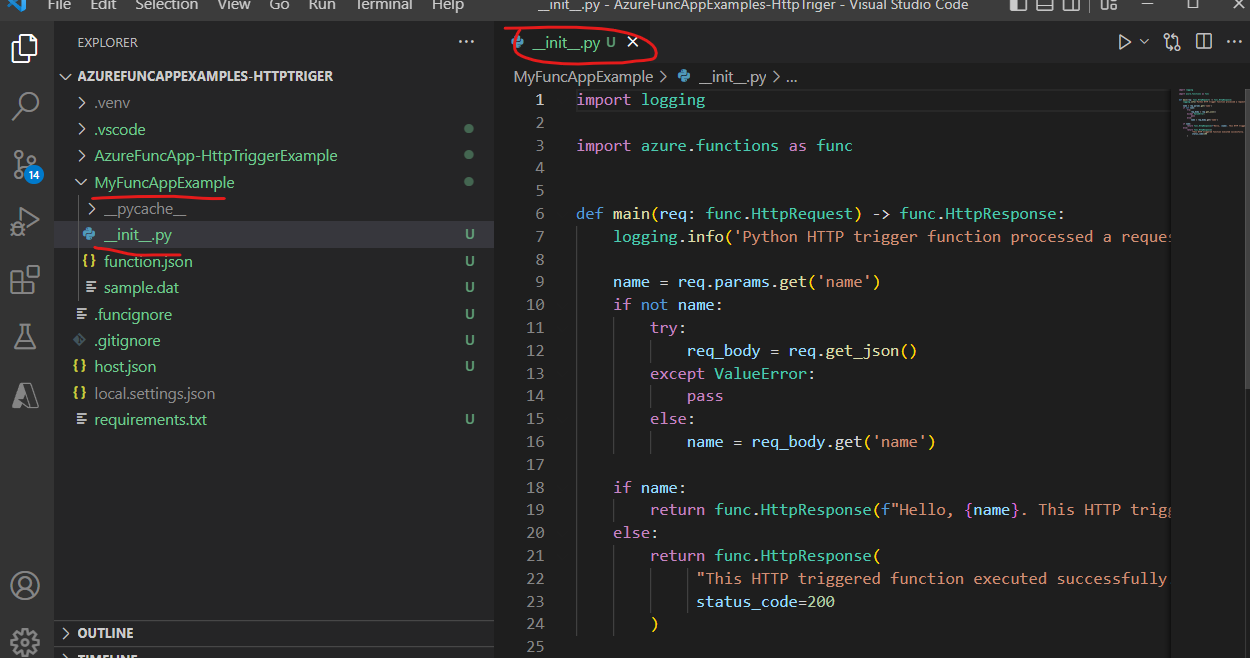 File Edit Selection View Go Run Terminal Help __init__.py - AzureFuncAppExamples-HttpTriger - Visual Studio Code
EXPLORER
AZUREFUNCAPPEXAMPLES-HTTPTRIGER
.venv
.vscode
AzureFuncApp-HttpTriggerExample
MyFuncAppExample
__pycache__
__init__.py U
function.json U
sample.dat U
.funcignore U
.gitignore U
host.json U
local.settings.json
requirements.txt U
OUTLINE
TIMELINE
14
__init__.py U
MyFuncAppExample > __init__.py > ...
1 import logging
2
3 import azure.functions as func
4
5
6 def main(req: func.HttpRequest) -> func.HttpResponse:
7 logging.info('Python HTTP trigger function processed a reques
8
9 name = req.params.get('name')
10 if not name:
11 try:
12 req_body = req.get_json()
13 except ValueError:
14 pass
15 else:
16 name = req_body.get('name')
17
18 if name:
19 return func.HttpResponse(f"Hello, {name}. This HTTP trigg
20 else:
21 return func.HttpResponse(
22 "This HTTP triggered function executed successfully
23 status_code=200
24 )
25